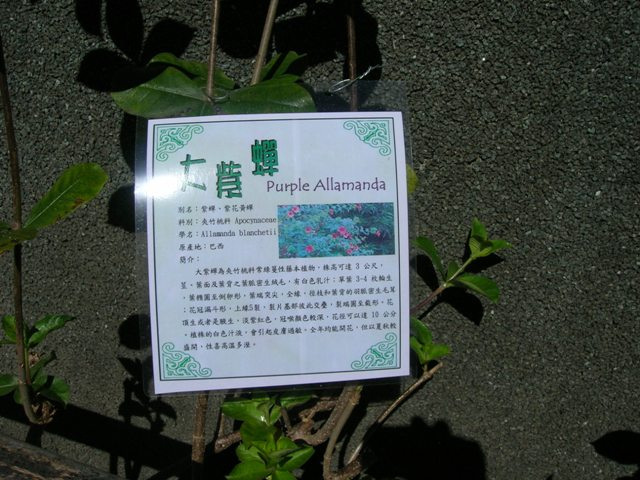 大紫蟬
Purple Allamanda
別名：紫蟬、紫花黃蟬
科別：夾竹桃科 Apocynaceae
學名：Allamanda blanchetii
原產地：巴西
簡介：
大紫蟬為夾竹桃科常綠蔓性藤本植物，株高可達 3 公尺，
莖、葉面及葉背之葉脈密生絨毛，有白色乳汁；單葉 3-4 枚輪生
，葉橢圓至倒卵形，葉端突尖，全緣，徑枝和葉背的羽脈密生毛茸
。花冠漏斗形，上緣5裂，裂片基部彼此交疊，裂端圓至截形。花
頂生或者是腋生，淡紫紅色，冠喉顏色較深，花徑可以達 10 公分
。植株的白色汁液，會引起皮膚過敏。全年均能開花，但以夏秋較
盛開，性喜高溫多溼。